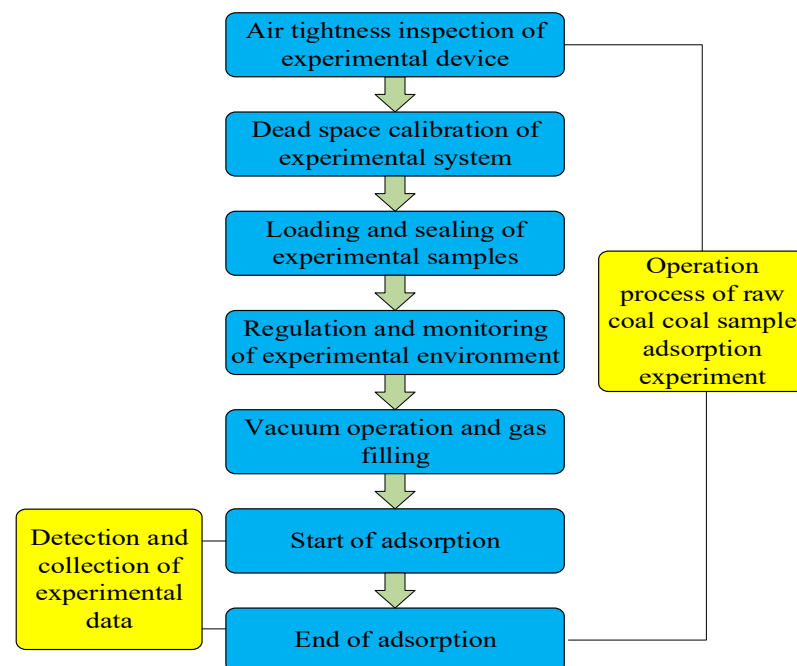 Air tightness inspection of
experimental device
Dead space calibration of
experimental system
Loading and sealing of
experimental samples
Regulation and monitoring
of experimental environment
Vacuum operation and gas
filling
Start of adsorption
End of adsorption
Detection and
collection of
experimental
data
Operation
process of raw
coal coal sample
adsorption
experiment